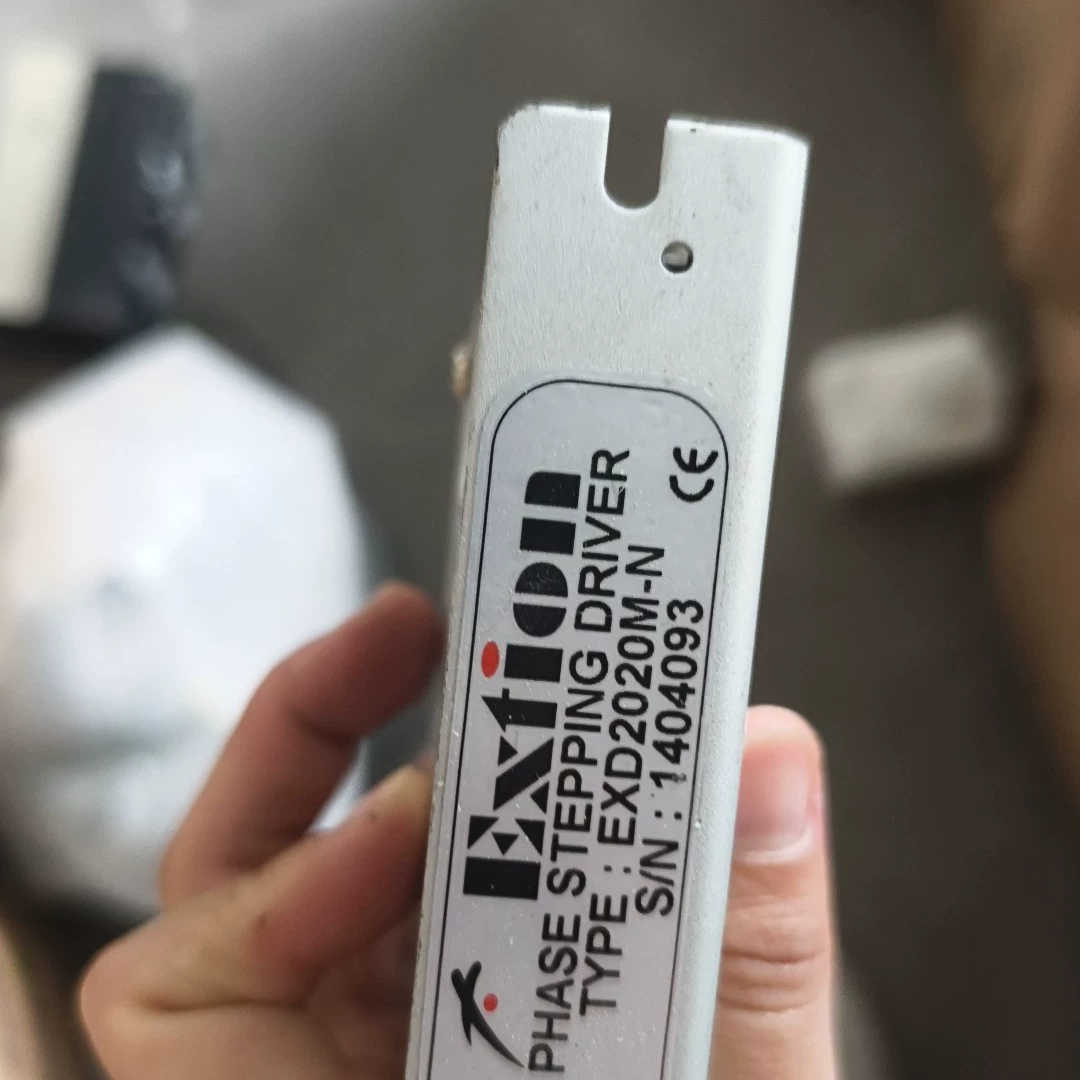 Extion
PHASE STEPPING DRIVER
TYPE : EXD2020M-N
S/N : 1404093
CE